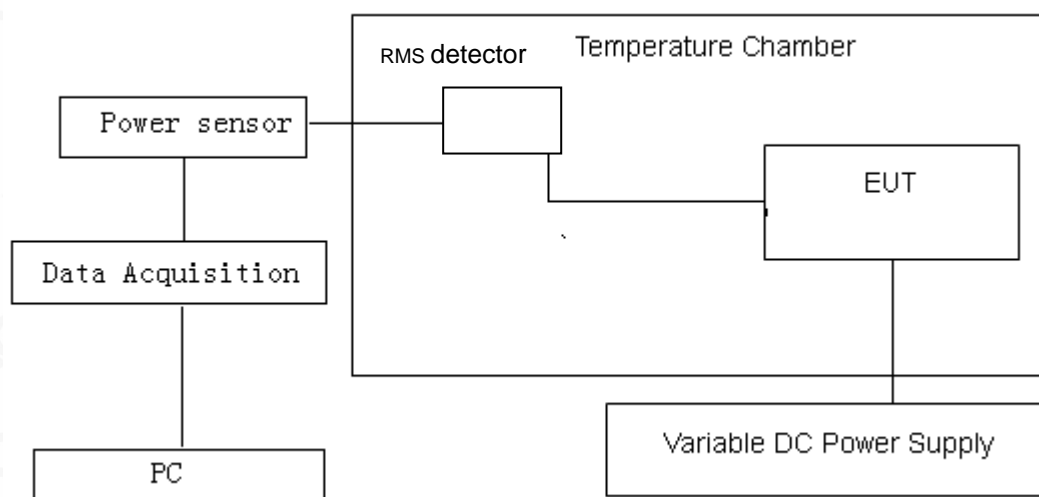 Temperature Chamber
RMS detector
Power sensor
EUT
Data Acquisition
Variable DC Power Supply
PC